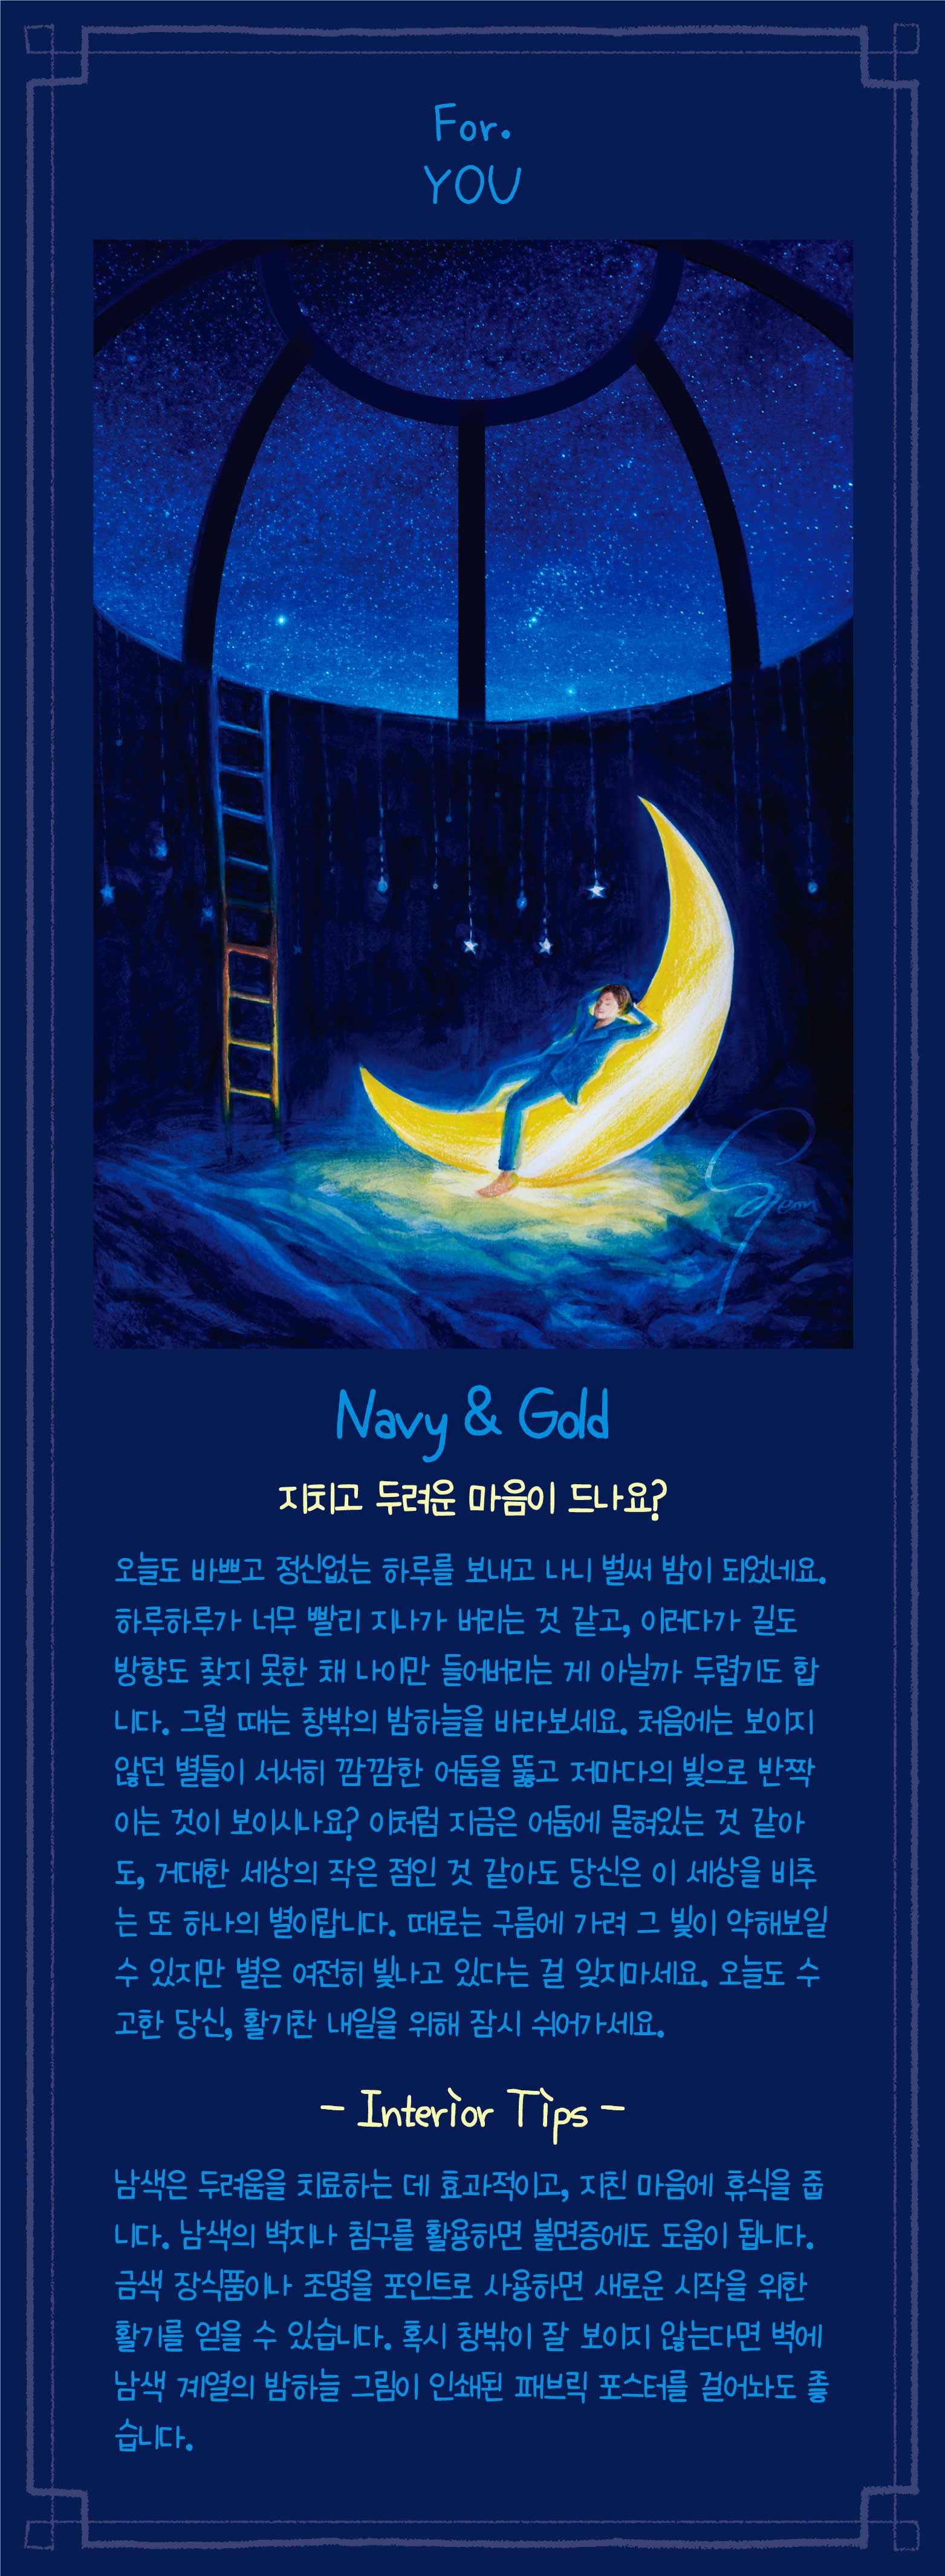 For.
YOU
Navy & Gold
지치고 두려운 마음이 드나요?
오늘도 바쁘고 정신없는 하루를 보내고 나니 벌써 밤이 되었네요.
하루하루가 너무 빨리 지나가 버리는 것 같고, 이러다가 길도
방향도 찾지 못한 채 나이만 들어버리는 게 아닐까 두렵기도 합
니다. 그럴 때는 창밖의 밤하늘을 바라보세요. 처음에는 보이지
않던 별들이 서서히 깜깜한 어둠을 뚫고 저마다의 빛으로 반짝
이는 것이 보이시나요? 이처럼 지금은 어둠에 묻혀있는 것 같아
도, 거대한 세상의 작은 점인 것 같아도 당신은 이 세상을 비추
는 또 하나의 별이랍니다. 때로는 구름에 가려 그 빛이 약해보일
수 있지만 별은 여전히 빛나고 있다는 걸 잊지마세요. 오늘도 수
고한 당신, 활기찬 내일을 위해 잠시 쉬어가세요.
- Interior Tips -
남색은 두려움을 치료하는 데 효과적이고, 지친 마음에 휴식을 줍
니다. 남색의 벽지나 침구를 활용하면 불면증에도 도움이 됩니다.
금색 장식품이나 조명을 포인트로 사용하면 새로운 시작을 위한
활기를 얻을 수 있습니다. 혹시 창밖이 잘 보이지 않는다면 벽에
남색 계열의 밤하늘 그림이 인쇄된 패브릭 포스터를 걸어놔도 좋
습니다.